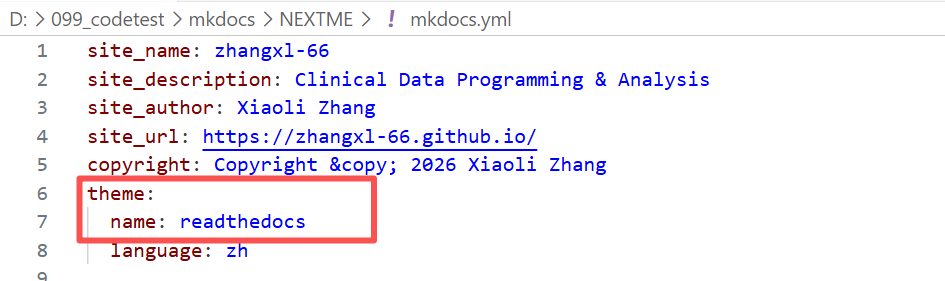 D: > 099_codetest > mkdocs > NEXTME > ! mkdocs.yml
1 site_name: zhangxl-66
2 site_description: Clinical Data Programming & Analysis
3 site_author: Xiaoli Zhang
4 site_url: https://zhangxl-66.github.io/
5 copyright: Copyright &copy; 2026 Xiaoli Zhang
6 theme:
7   name: readthedocs
8   language: zh
9